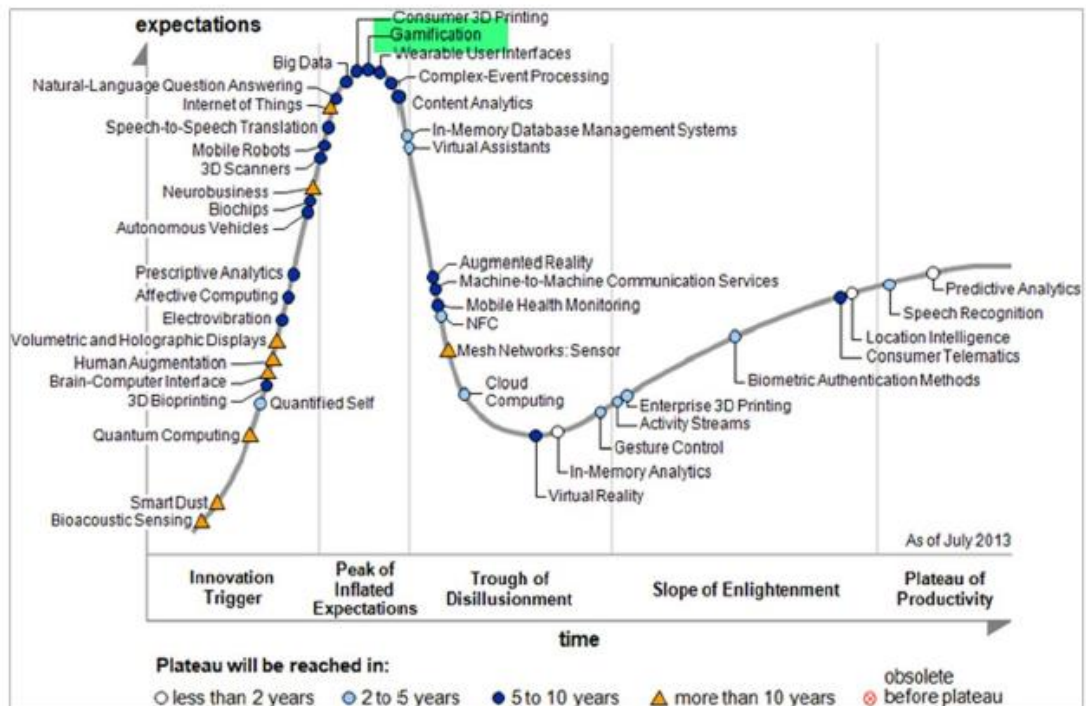 expectations
Consumer 3D Printing
Gamification
Wearable User Interfaces
Big Data
Complex-Event Processing
Natural-Language Question Answering
Content Analytics
Internet of Things
Speech-to-Speech Translation
In-Memory Database Management Systems
Mobile Robots
Virtual Assistants
3D Scanners
Neurobusiness
Biochips
Autonomous Vehicles
Prescriptive Analytics
Affective Computing
Electrovibration
Volumetric and Holographic Displays
Human Augmentation
Brain-Computer Interface
3D Bioprinting
Quantified Self
Quantum Computing
Smart Dust
Bioacoustic Sensing
Augmented Reality
Machine-to-Machine Communication Services
Mobile Health Monitoring
NFC
Mesh Networks: Sensor
Cloud
Computing
Predictive Analytics
Speech Recognition
Location Intelligence
Consumer Telematics
Biometric Authentication Methods
Enterprise 3D Printing
Activity Streams
Gesture Control
In-Memory Analytics
Virtual Reality
As of July 2013
Innovation
Trigger
Peak of
Inflated
Expectations
Trough of
Disillusionment
Slope of Enlightenment
Plateau of
Productivity
time
Plateau will be reached in:
less than 2 years
2 to 5 years
5 to 10 years
more than 10 years
obsolete
before plateau